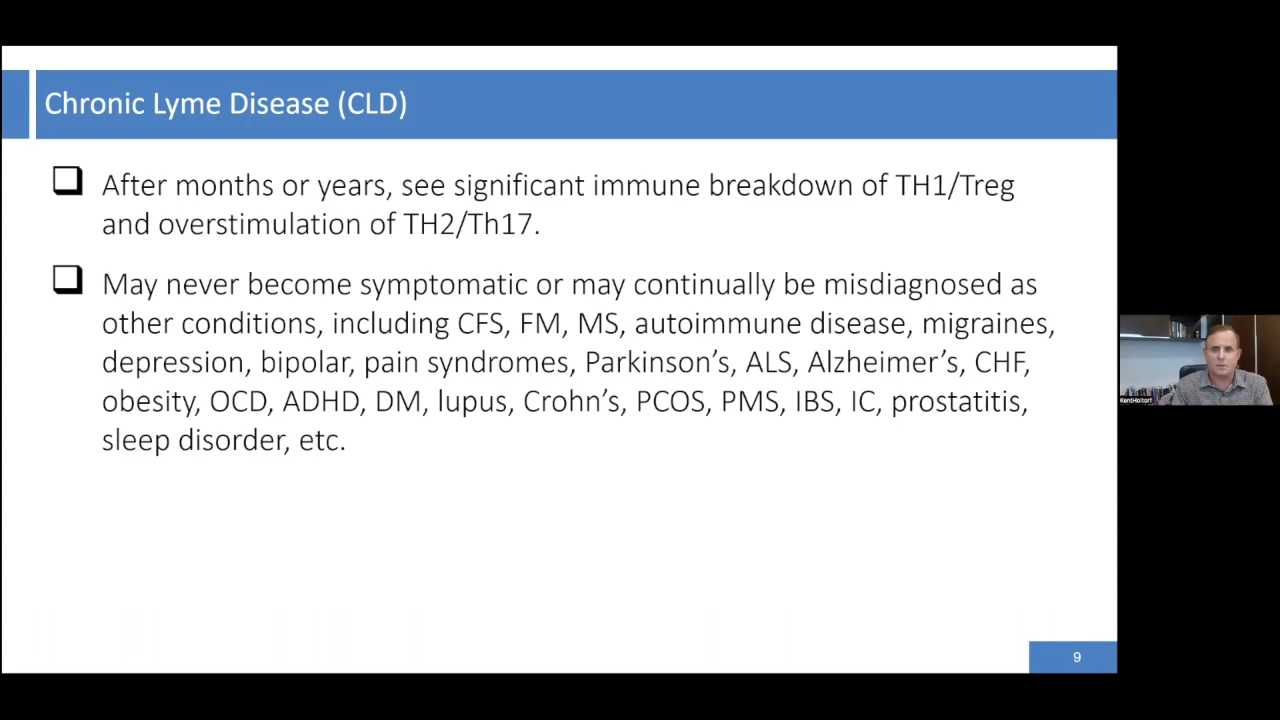 Chronic Lyme Disease (CLD)
After months or years, see significant immune breakdown of TH1/Treg
and overstimulation of TH2/Th17.
May never become symptomatic or may continually be misdiagnosed as
other conditions, including CFS, FM, MS, autoimmune disease, migraines,
depression, bipolar, pain syndromes, Parkinson’s, ALS, Alzheimer’s, CHF,
obesity, OCD, ADHD, DM, lupus, Crohn’s, PCOS, PMS, IBS, IC, prostatitis,
sleep disorder, etc.
KentHoltorf
9